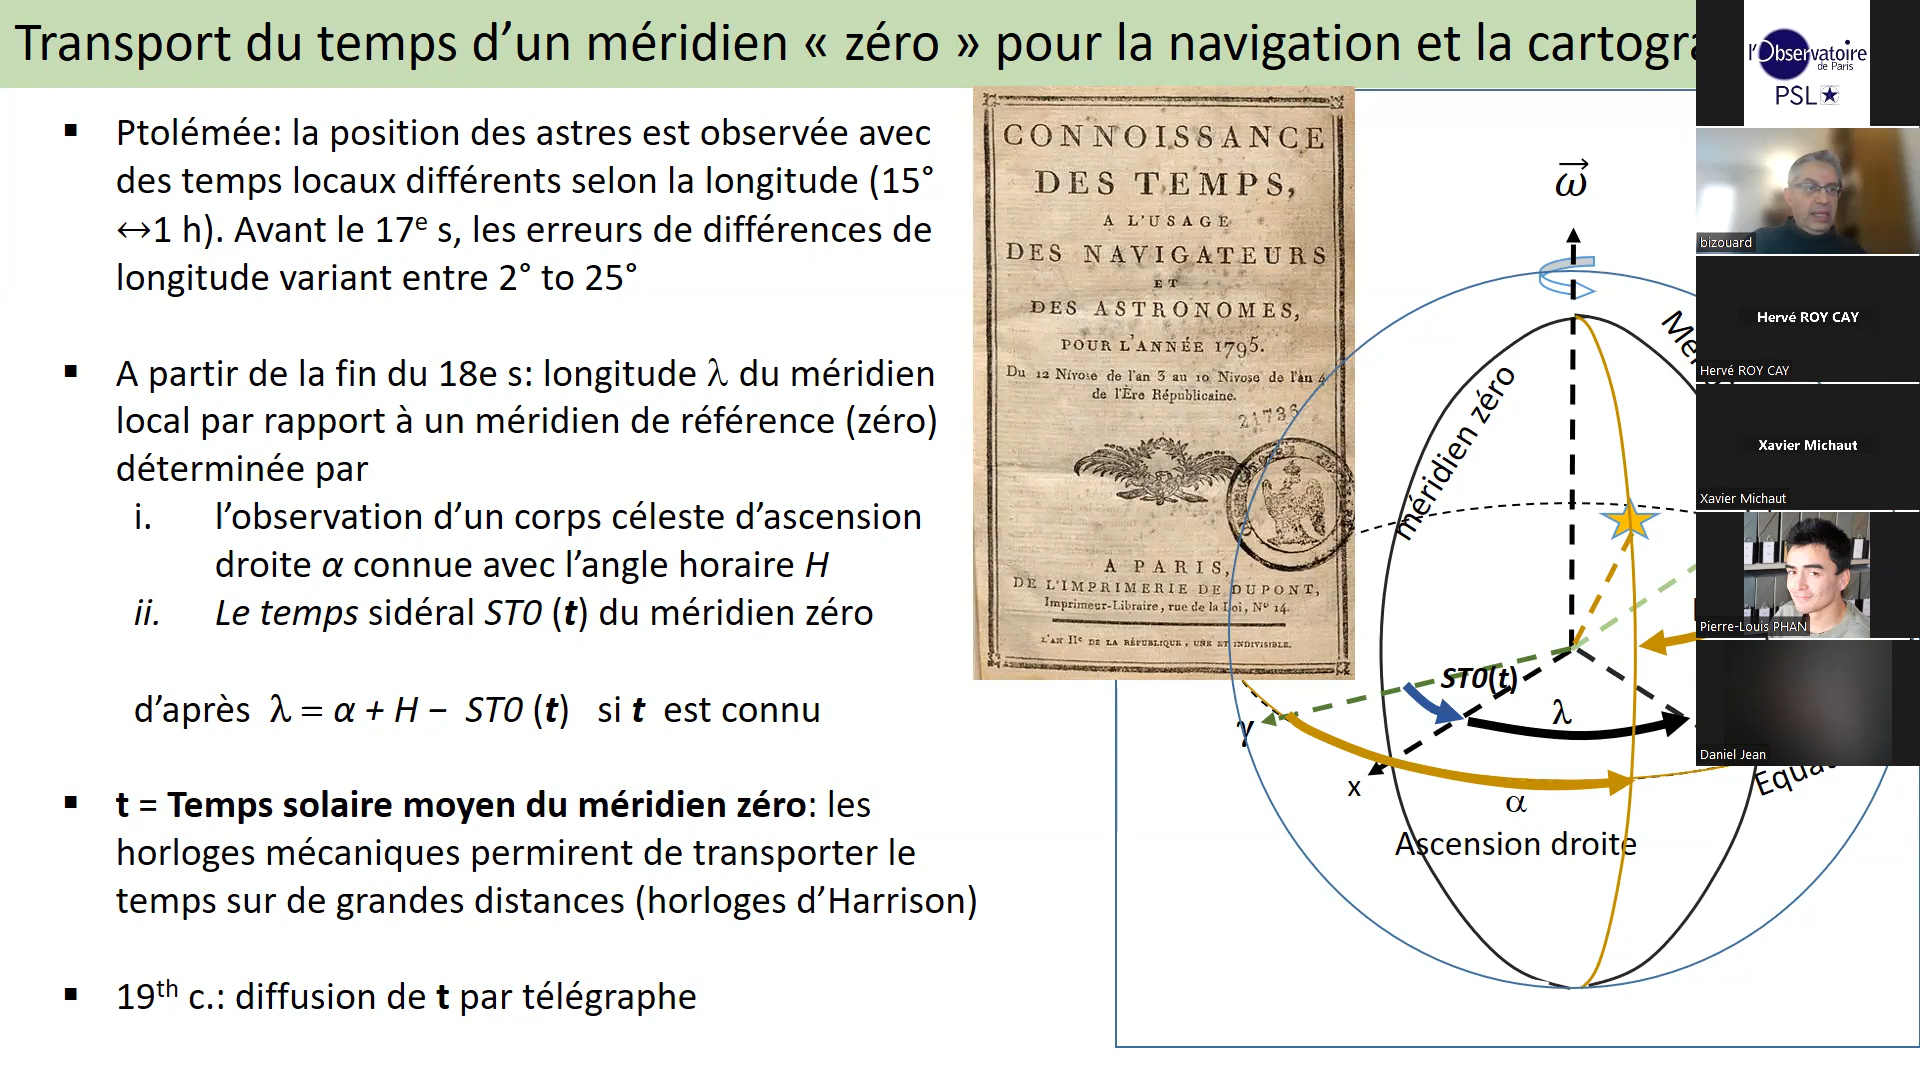 Transport du temps d’un méridien « zéro » pour la navigation et la cartogra
▪ Ptolémée: la position des astres est observée avec
des temps locaux différents selon la longitude (15°
↔1 h). Avant le 17e s, les erreurs de différences de
longitude variant entre 2° to 25°
▪ A partir de la fin du 18e s: longitude λ du méridien
local par rapport à un méridien de référence (zéro)
déterminée par
i. l’observation d’un corps céleste d’ascension
droite α connue avec l’angle horaire H
ii. Le temps sidéral ST0 (t) du méridien zéro
d’après λ = α + H − ST0 (t) si t est connu
▪ t = Temps solaire moyen du méridien zéro: les
horloges mécaniques permirent de transporter le
temps sur de grandes distances (horloges d’Harrison)
▪ 19th c.: diffusion de t par télégraphe
CONNOISSANCE
DES TEMPS,
A L'USAGE
DES NAVIGATEURS
ET
DES ASTRONOMES,
POUR L'ANNÉE 1795.
Du 12 Nivose de l'an 3 au 10 Nivose de l'an 4
de l'Ère Républicaine.
21736
A PARIS,
DE L'IMPRIMERIE DE DUPONT,
Imprimeur-Libraire, rue de la Loi, Nº 14.
L'AN IIe DE LA RÉPUBLIQUE, UNE ET INDIVISIBLE.
ω
méridien zéro
ST0(t)
λ
γ
x
α
Ascension droite
Equat
l'Observatoire
de Paris
PSL
bizouard
Hervé ROY CAY
Hervé ROY CAY
Xavier Michaut
Xavier Michaut
Pierre-Louis PHAN
Daniel Jean